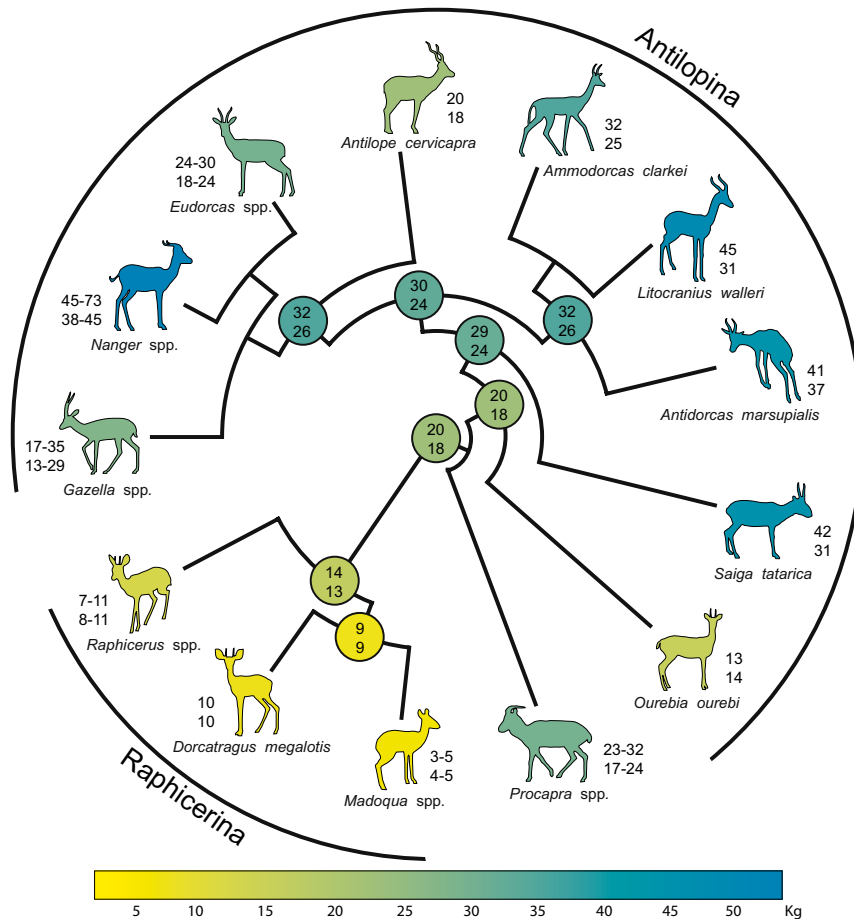 Antilopina
20
18
Antilope cervicapra
32
25
Ammodorcas clarkei
24-30
18-24
Eudorcas spp.
45
31
Litocranius walleri
45-73
38-45
Nanger spp.
32
26
30
24
32
26
29
24
41
37
Antidorcas marsupialis
20
18
20
18
17-35
13-29
Gazella spp.
42
31
Saiga tatarica
14
13
7-11
8-11
Raphicerus spp.
9
9
13
14
Ourebia ourebi
10
10
Dorcatragus megalotis
3-5
4-5
Madoqua spp.
23-32
17-24
Procapra spp.
Raphicerina
5 10 15 20 25 30 35 40 45 50 Kg